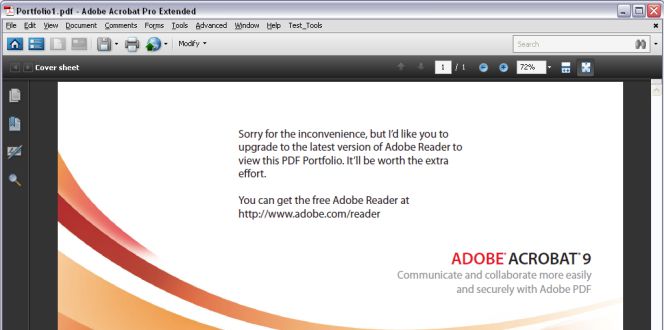 Portfolio1.pdf - Adobe Acrobat Pro Extended
File Edit View Document Comments Forms Tools Advanced Window Help Test_Tools
Modify
Search
Cover sheet
1 / 1
72%
Sorry for the inconvenience, but I'd like you to
upgrade to the latest version of Adobe Reader to
view this PDF Portfolio. It'll be worth the extra
effort.
You can get the free Adobe Reader at
http://www.adobe.com/reader
ADOBE® ACROBAT® 9
Communicate and collaborate more easily
and securely with Adobe PDF